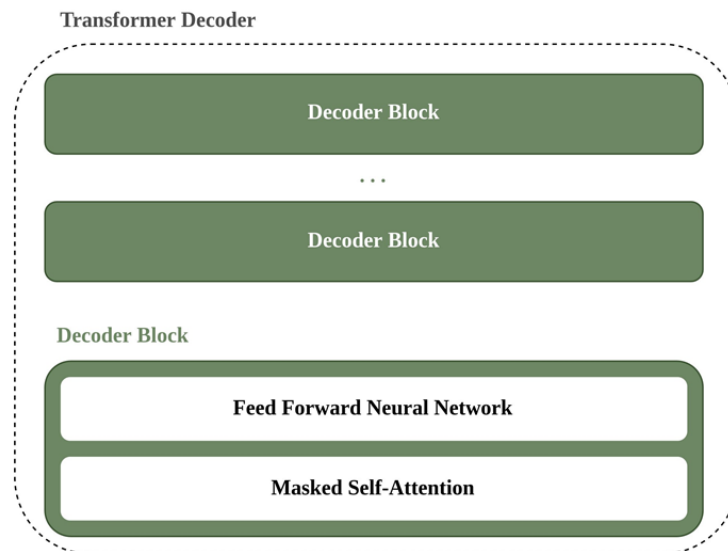 Transformer Decoder
Decoder Block
...
Decoder Block
Decoder Block
Feed Forward Neural Network
Masked Self-Attention